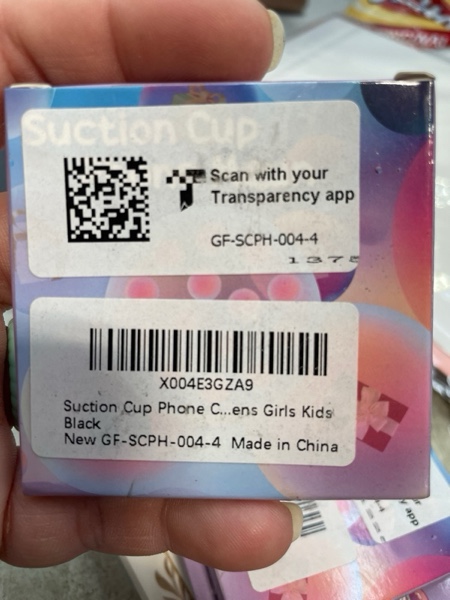 Suction Cup
Scan with your
Transparency app
GF-SCPH-004-4
1375
X004E3GZA9
Suction Cup Phone C...ens Girls Kids
Black
New GF-SCPH-004-4 Made in China
y app